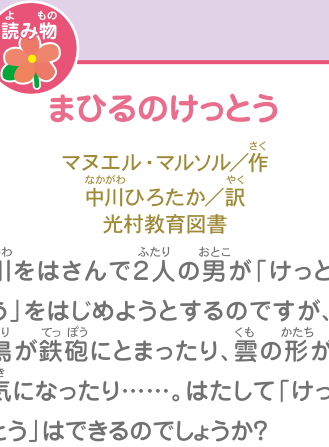 読み物
まひるのけっとう
マヌエル・マルソル／作
中川ひろたか／訳
光村教育図書
川をはさんで2人の男が「けっと
う」をはじめようとするのですが、
鳥が鉄砲にとまったり、雲の形が
気になったり……。はたして「けっ
とう」はできるのでしょうか?